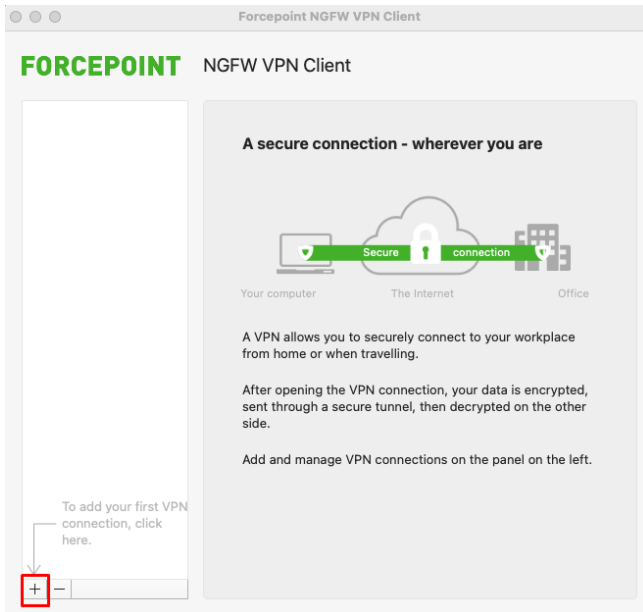 Forcepoint NGFW VPN Client
FORCEPOINT NGFW VPN Client
A secure connection - wherever you are
Secure connection
Your computer The Internet Office
A VPN allows you to securely connect to your workplace
from home or when travelling.
After opening the VPN connection, your data is encrypted,
sent through a secure tunnel, then decrypted on the other
side.
Add and manage VPN connections on the panel on the left.
To add your first VPN
connection, click
here.
+ −